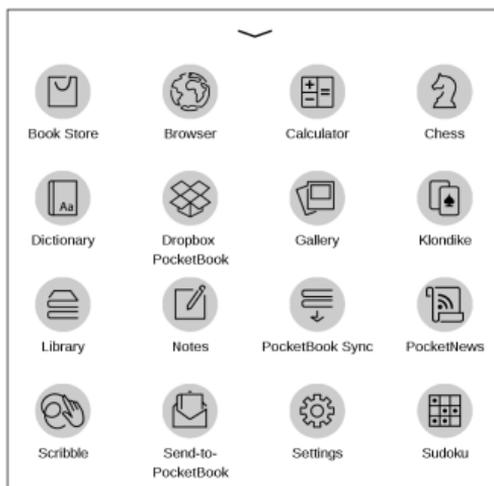 Book Store
Browser
Calculator
Chess
Aa
Dictionary
Dropbox
PocketBook
Gallery
Klondike
Library
Notes
PocketBook Sync
PocketNews
Scribble
Send-to-
PocketBook
Settings
Sudoku